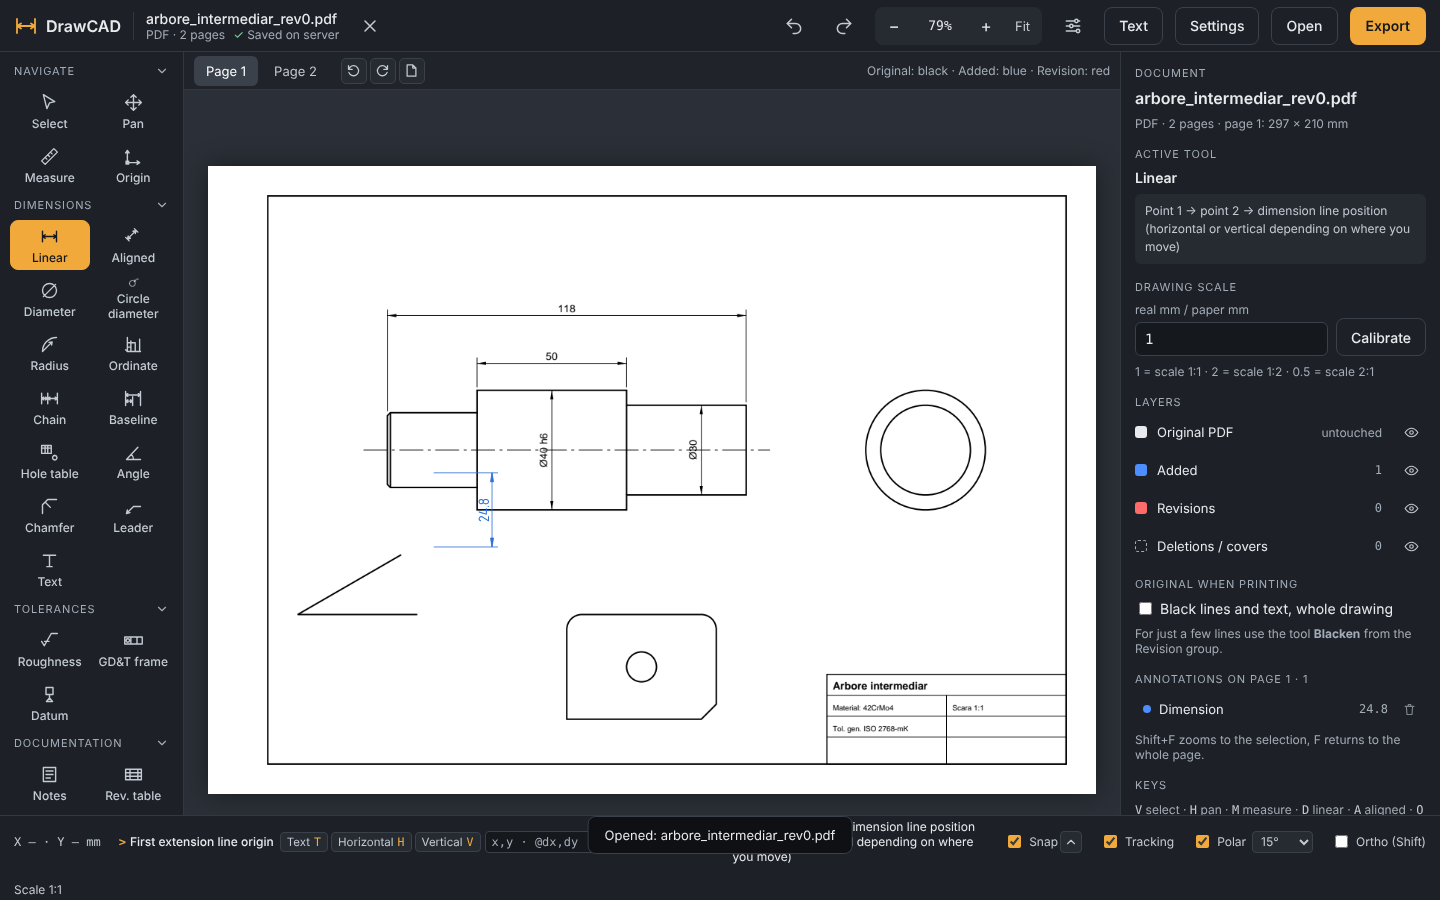 DrawCAD
arbore_intermediar_rev0.pdf
PDF · 2 pages ✓ Saved on server
− 79% + Fit
Text
Settings
Open
Export
NAVIGATE
Select
Pan
Measure
Origin
DIMENSIONS
Linear
Aligned
Diameter
Circle
diameter
Radius
Ordinate
Chain
Baseline
Hole table
Angle
Chamfer
Leader
Text
TOLERANCES
Roughness
GD&T frame
Datum
DOCUMENTATION
Notes
Rev. table
Page 1
Page 2
Original: black · Added: blue · Revision: red
118
50
Ø40 h6
Ø30
24.8
Arbore intermediar
Material: 42CrMo4
Scara 1:1
Tol. gen. ISO 2768-mK
DOCUMENT
arbore_intermediar_rev0.pdf
PDF · 2 pages · page 1: 297 × 210 mm
ACTIVE TOOL
Linear
Point 1 → point 2 → dimension line position
(horizontal or vertical depending on where you
move)
DRAWING SCALE
real mm / paper mm
1
Calibrate
1 = scale 1:1 · 2 = scale 1:2 · 0.5 = scale 2:1
LAYERS
Original PDF untouched
Added 1
Revisions 0
Deletions / covers 0
ORIGINAL WHEN PRINTING
Black lines and text, whole drawing
For just a few lines use the tool Blacken from the
Revision group.
ANNOTATIONS ON PAGE 1 · 1
Dimension 24.8
Shift+F zooms to the selection, F returns to the
whole page.
KEYS
V select · H pan · M measure · D linear · A aligned · O
X — · Y — mm
> First extension line origin
Text T
Horizontal H
Vertical V
x,y · @dx,dy
Opened: arbore_intermediar_rev0.pdf
imension line position
depending on where
you move)
Snap
Tracking
Polar
15°
Ortho (Shift)
Scale 1:1